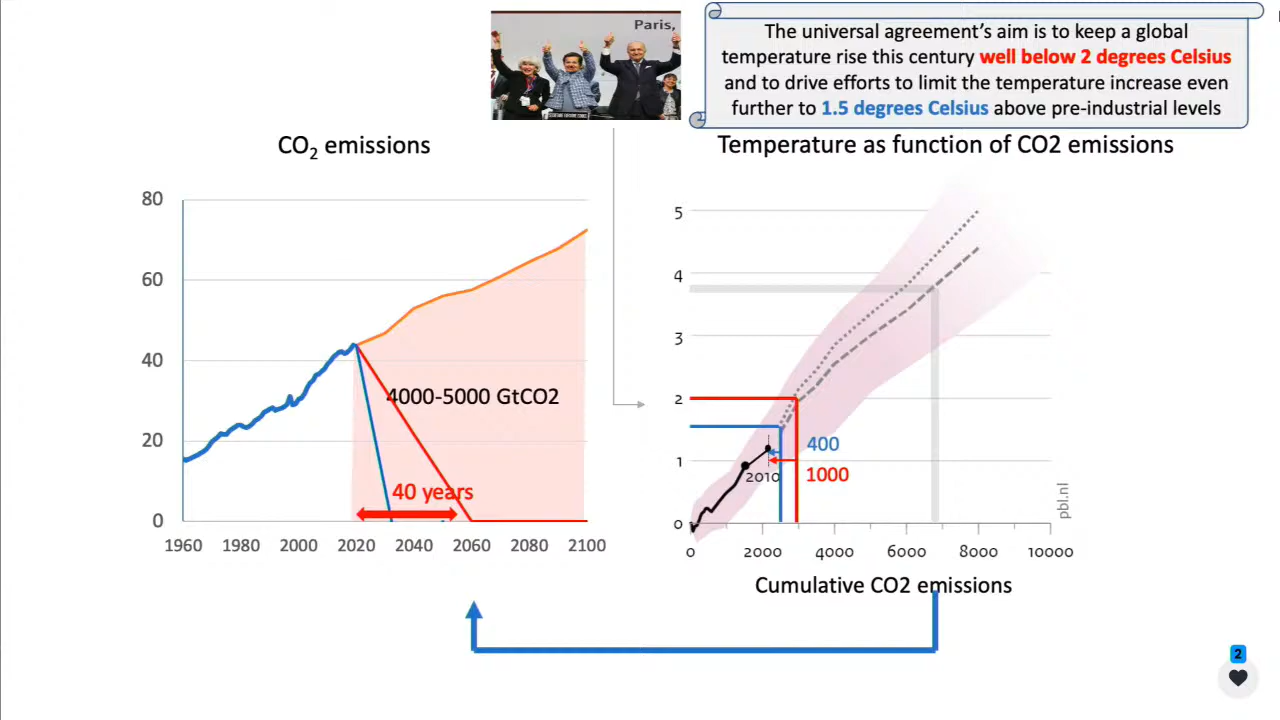 Paris,
The universal agreement's aim is to keep a global
temperature rise this century well below 2 degrees Celsius
and to drive efforts to limit the temperature increase even
further to 1.5 degrees Celsius above pre-industrial levels
CO2 emissions
80
60
40
20
0
1960 1980 2000 2020 2040 2060 2080 2100
4000-5000 GtCO2
40 years
Temperature as function of CO2 emissions
5
4
3
2
1
0
0 2000 4000 6000 8000 10000
400
1000
2010
pbl.nl
Cumulative CO2 emissions
2